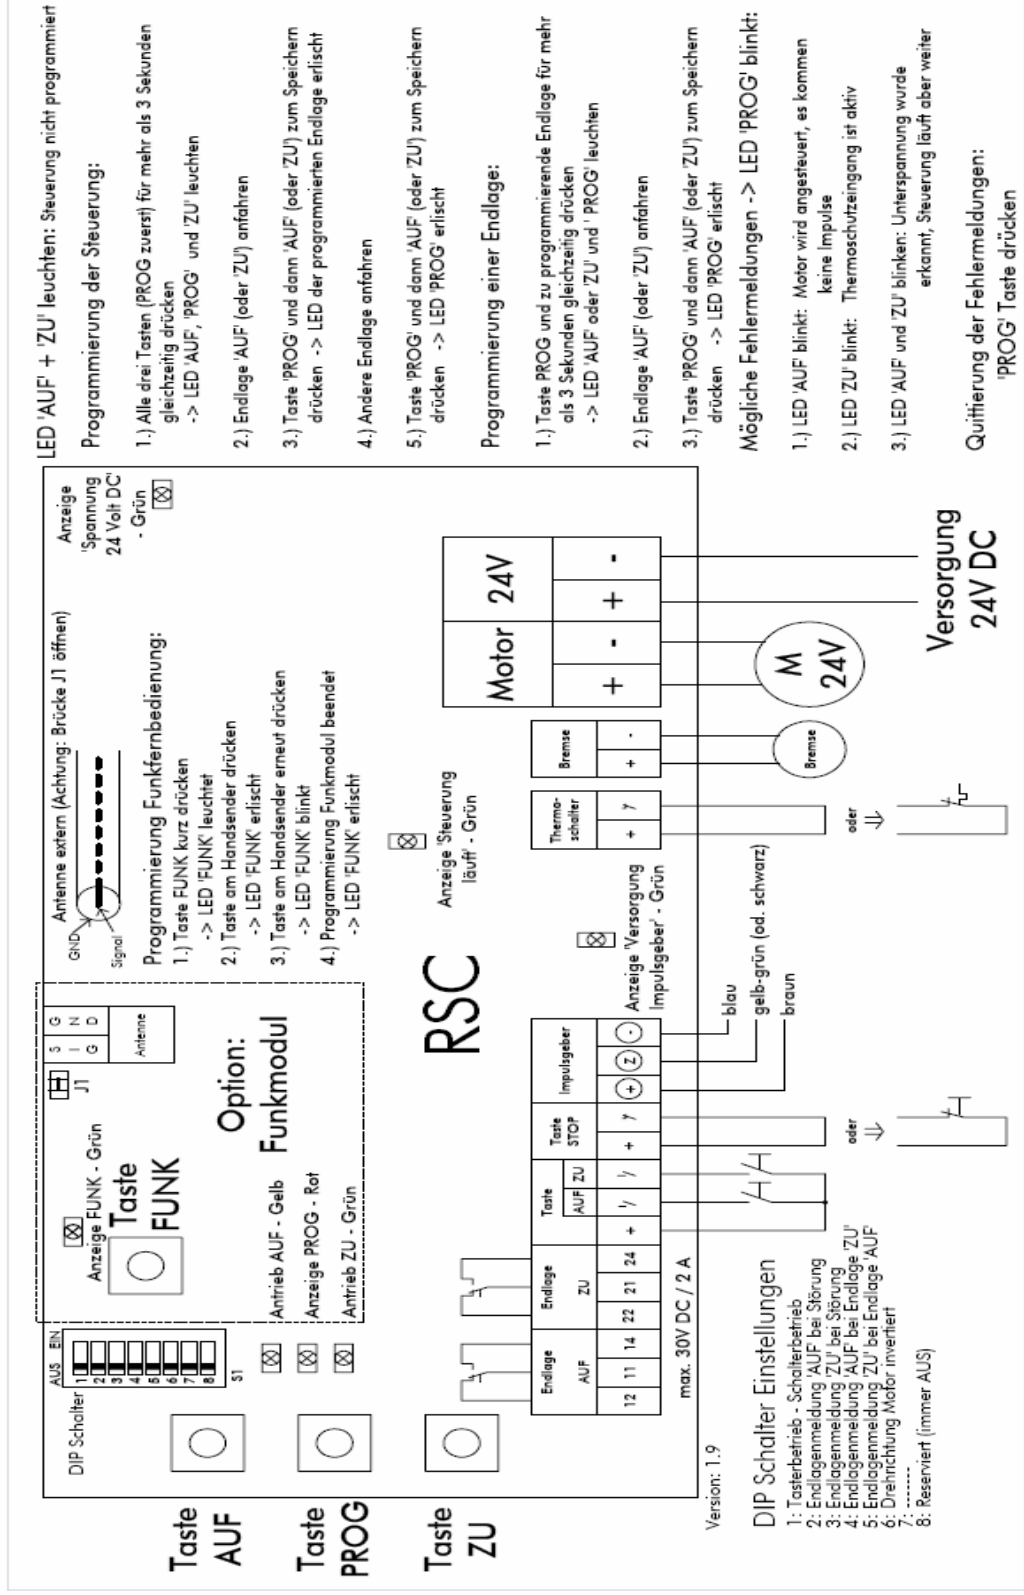 Taste
AUF
Taste
PROG
Taste
ZU
DIP Schalter
AUS EIN
1
2
3
4
5
6
7
8
S1
Anzeige FUNK - Grün
Taste
FUNK
J1
S I G
G N D
Antenne
Option:
Funkmodul
Antrieb AUF - Gelb
Anzeige PROG - Rot
Antrieb ZU - Grün
Antenne extern (Achtung: Brücke J1 öffnen)
GND
Signal
Programmierung Funkfernbedienung:
1.) Taste FUNK kurz drücken
-> LED 'FUNK' leuchtet
2.) Taste am Handsender drücken
-> LED 'FUNK' erlischt
3.) Taste am Handsender erneut drücken
-> LED 'FUNK' blinkt
4.) Programmierung Funkmodul beendet
-> LED 'FUNK' erlischt
Anzeige
'Spannung
24 Volt DC'
- Grün
RSC
Anzeige 'Steuerung
läuft' - Grün
Anzeige 'Versorgung
Impulsgeber' - Grün
Endlage
AUF
12 11 14
Endlage
ZU
22 21 24
Taste
AUF ZU
+
Taste
STOP
+
Impulsgeber
+ Z -
Thermo-
schalter
+
Bremse
+ -
Motor
+ -
24V
+ -
max. 30V DC / 2 A
blau
gelb-grün (od. schwarz)
braun
oder
oder
Bremse
M
24V
Versorgung
24V DC
Version: 1.9
DIP Schalter Einstellungen
1: Tasterbetrieb - Schalterbetrieb
2: Endlagenmeldung 'AUF' bei Störung
3: Endlagenmeldung 'ZU' bei Störung
4: Endlagenmeldung 'AUF' bei Endlage 'ZU'
5: Endlagenmeldung 'ZU' bei Endlage 'AUF'
6: Drehrichtung Motor invertiert
7: -------
8: Reserviert (immer AUS)
LED 'AUF' + 'ZU' leuchten: Steuerung nicht programmiert
Programmierung der Steuerung:
1.) Alle drei Tasten (PROG zuerst) für mehr als 3 Sekunden
gleichzeitig drücken
-> LED 'AUF', 'PROG' und 'ZU' leuchten
2.) Endlage 'AUF' (oder 'ZU') anfahren
3.) Taste 'PROG' und dann 'AUF' (oder 'ZU') zum Speichern
drücken -> LED der programmierten Endlage erlischt
4.) Andere Endlage anfahren
5.) Taste 'PROG' und dann 'AUF' (oder 'ZU') zum Speichern
drücken -> LED 'PROG' erlischt
Programmierung einer Endlage:
1.) Taste PROG und zu programmierende Endlage für mehr
als 3 Sekunden gleichzeitig drücken
-> LED 'AUF' oder 'ZU' und ' PROG' leuchten
2.) Endlage 'AUF' (oder 'ZU') anfahren
3.) Taste 'PROG' und dann 'AUF' (oder 'ZU') zum Speichern
drücken -> LED 'PROG' erlischt
Mögliche Fehlermeldungen -> LED 'PROG' blinkt:
1.) LED 'AUF' blinkt: Motor wird angesteuert, es kommen
keine Impulse
2.) LED 'ZU' blinkt: Thermoschutzeingang ist aktiv
3.) LED 'AUF' und 'ZU' blinken: Unterspannung wurde
erkannt, Steuerung läuft aber weiter
Quittierung der Fehlermeldungen:
'PROG' Taste drücken